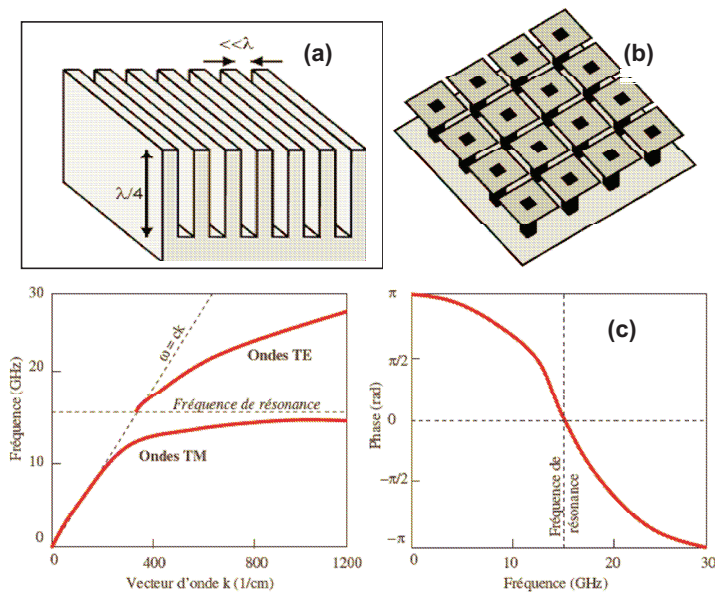 <<λ
(a)
λ/4
(b)
30
20
10
0
Fréquence (GHz)
ω = ck
Ondes TE
Fréquence de résonance
Ondes TM
0
400
800
1200
Vecteur d'onde k (1/cm)
π
π/2
0
−π/2
−π
Phase (rad)
(c)
Fréquence de
résonance
0
10
20
30
Fréquence (GHz)